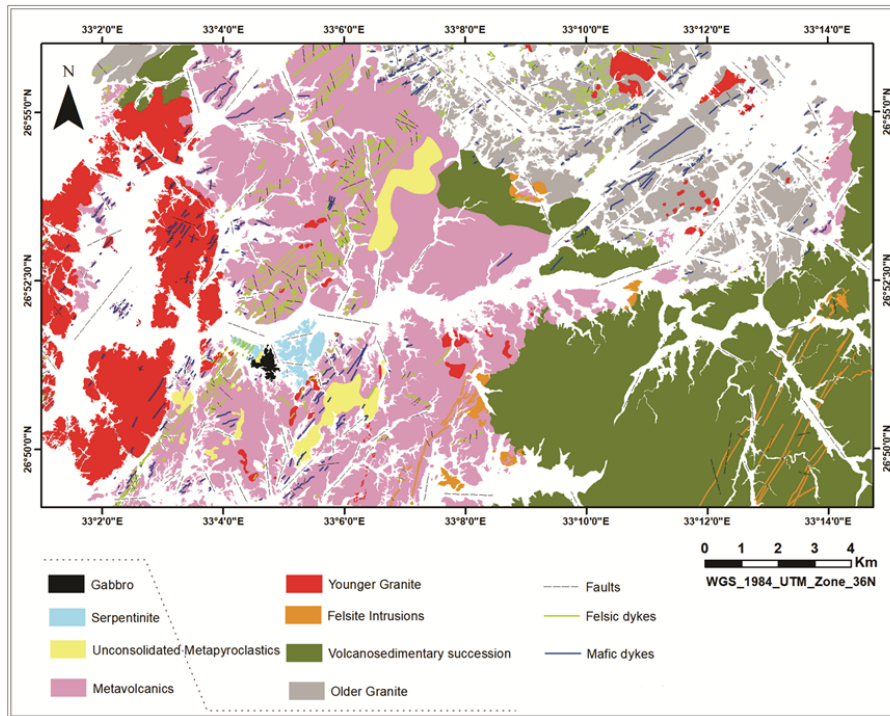 33°2'0"E 33°4'0"E 33°6'0"E 33°8'0"E 33°10'0"E 33°12'0"E 33°14'0"E
N
26°55'0"N 26°55'0"N
26°52'30"N 26°52'30"N
26°50'0"N 26°50'0"N
33°2'0"E 33°4'0"E 33°6'0"E 33°8'0"E 33°10'0"E 33°12'0"E 33°14'0"E
0 1 2 3 4
Km
WGS_1984_UTM_Zone_36N
Gabbro
Serpentinite
Unconsolidated Metapyroclastics
Metavolcanics
Younger Granite
Felsite Intrusions
Volcanosedimentary succession
Older Granite
Faults
Felsic dykes
Mafic dykes